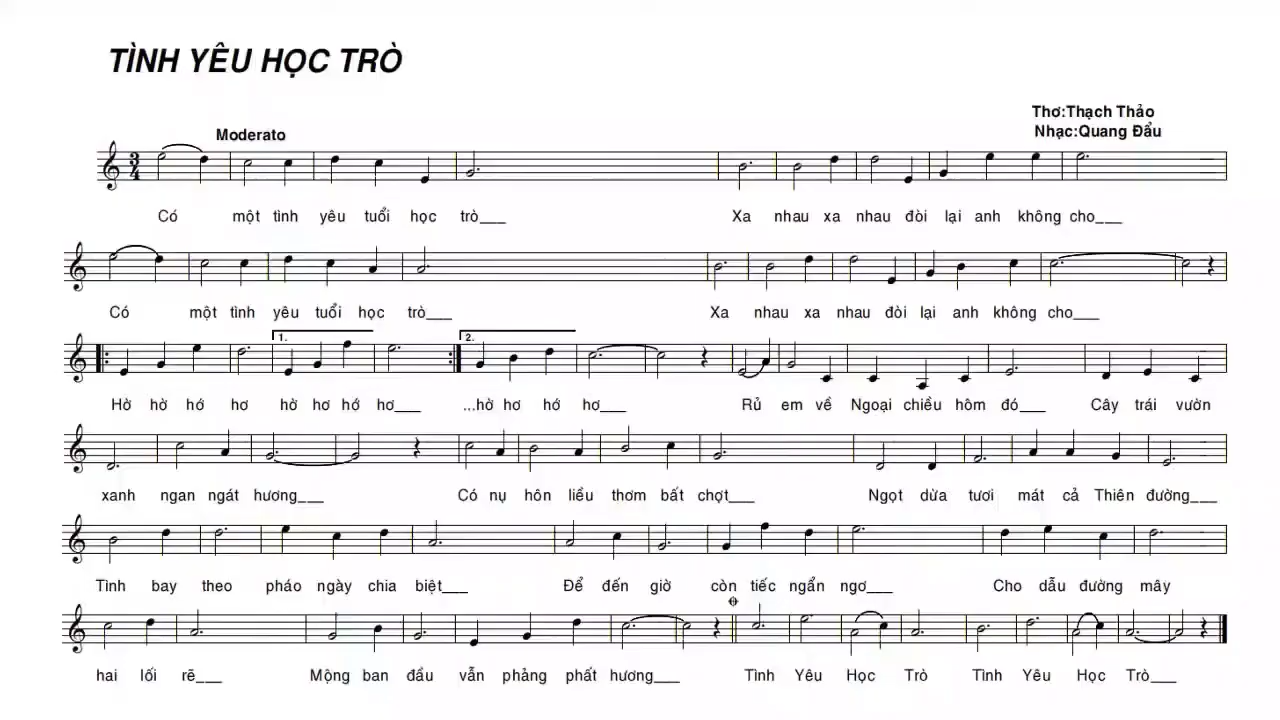 TÌNH YÊU HỌC TRÒ
Thơ:Thạch Thảo
Moderato
Nhạc:Quang Đẩu
3
4
Có một tình yêu tuổi học trò___ Xa nhau xa nhau đòi lại anh không cho___
Có một tình yêu tuổi học trò___ Xa nhau xa nhau đòi lại anh không cho___
1. 2.
Hờ hờ hớ hơ hờ hơ hớ hơ___ ...hờ hơ hớ hơ___ Rủ em về Ngoại chiều hôm đó___ Cây trái vườn
xanh ngan ngát hương___ Có nụ hôn liều thơm bất chợt___ Ngọt dừa tươi mát cả Thiên đường___
Tình bay theo pháo ngày chia biệt___ Để đến giờ còn tiếc ngẩn ngơ___ Cho dẫu đường mây
hai lối rẽ___ Mộng ban đầu vẫn phảng phất hương___ Tình Yêu Học Trò Tình Yêu Học Trò___